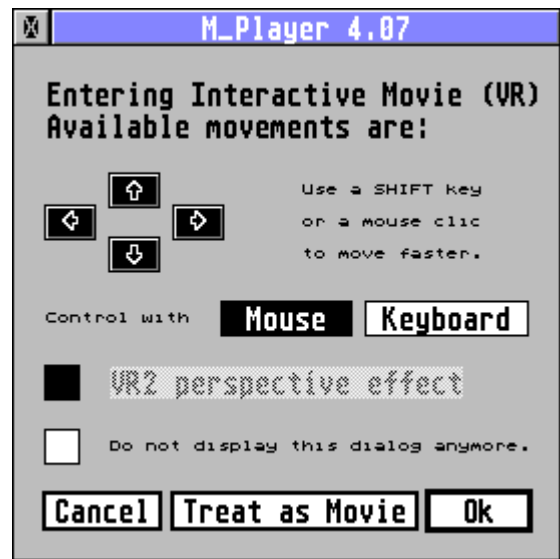 M_Player 4.07
Entering Interactive Movie (VR)
Available movements are:
Use a SHIFT key
or a mouse clic
to move faster.
Control with Mouse Keyboard
VR2 perspective effect
Do not display this dialog anymore.
Cancel Treat as Movie Ok